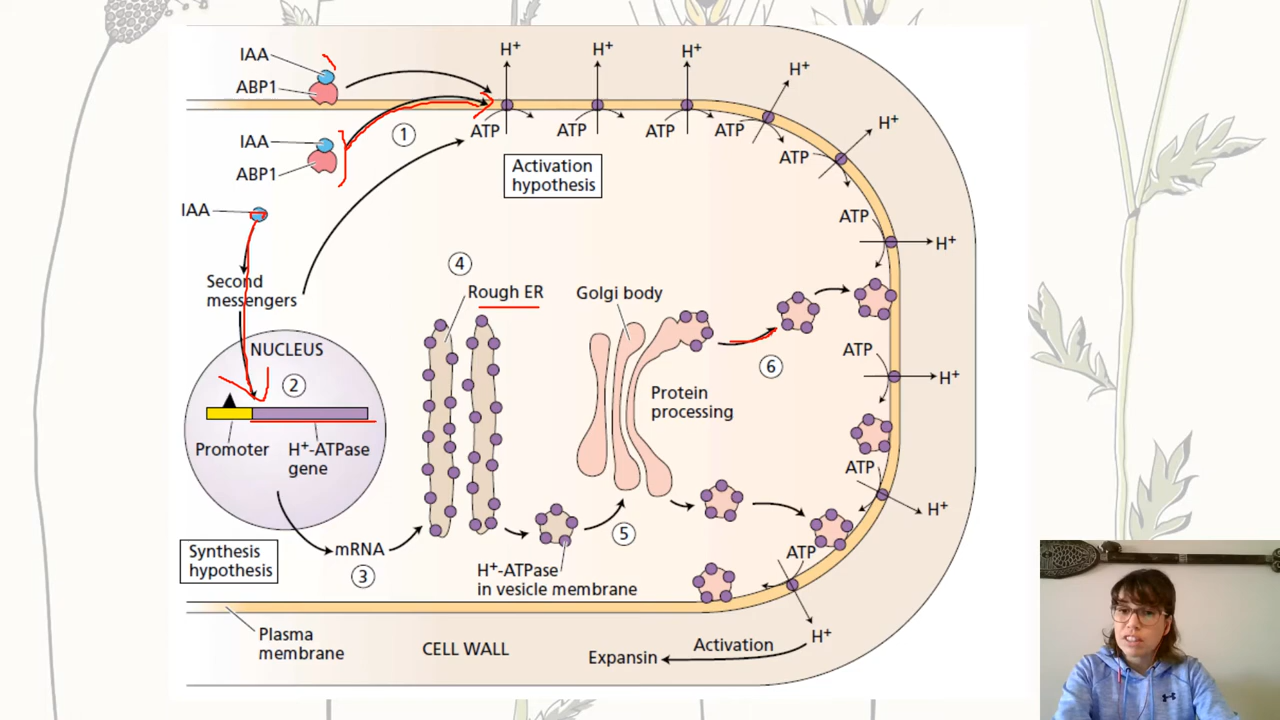 IAA
ABP1
IAA
ABP1
IAA
1
H+
H+
H+
H+
H+
H+
H+
H+
H+
ATP
ATP
ATP
ATP
ATP
ATP
ATP
ATP
ATP
Activation
hypothesis
Second
messengers
NUCLEUS
2
Promoter
H+-ATPase
gene
4
Rough ER
Golgi body
Protein
processing
6
5
Synthesis
hypothesis
mRNA
3
H+-ATPase
in vesicle membrane
Plasma
membrane
CELL WALL
Expansin
Activation